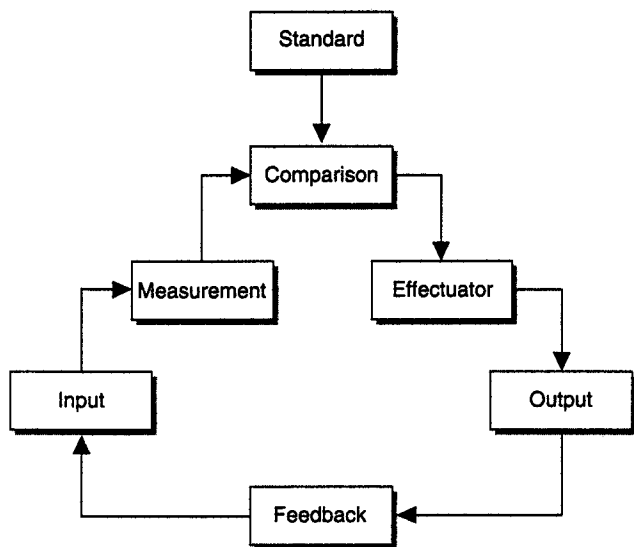 Standard
Comparison
Measurement
Effectuator
Input
Output
Feedback